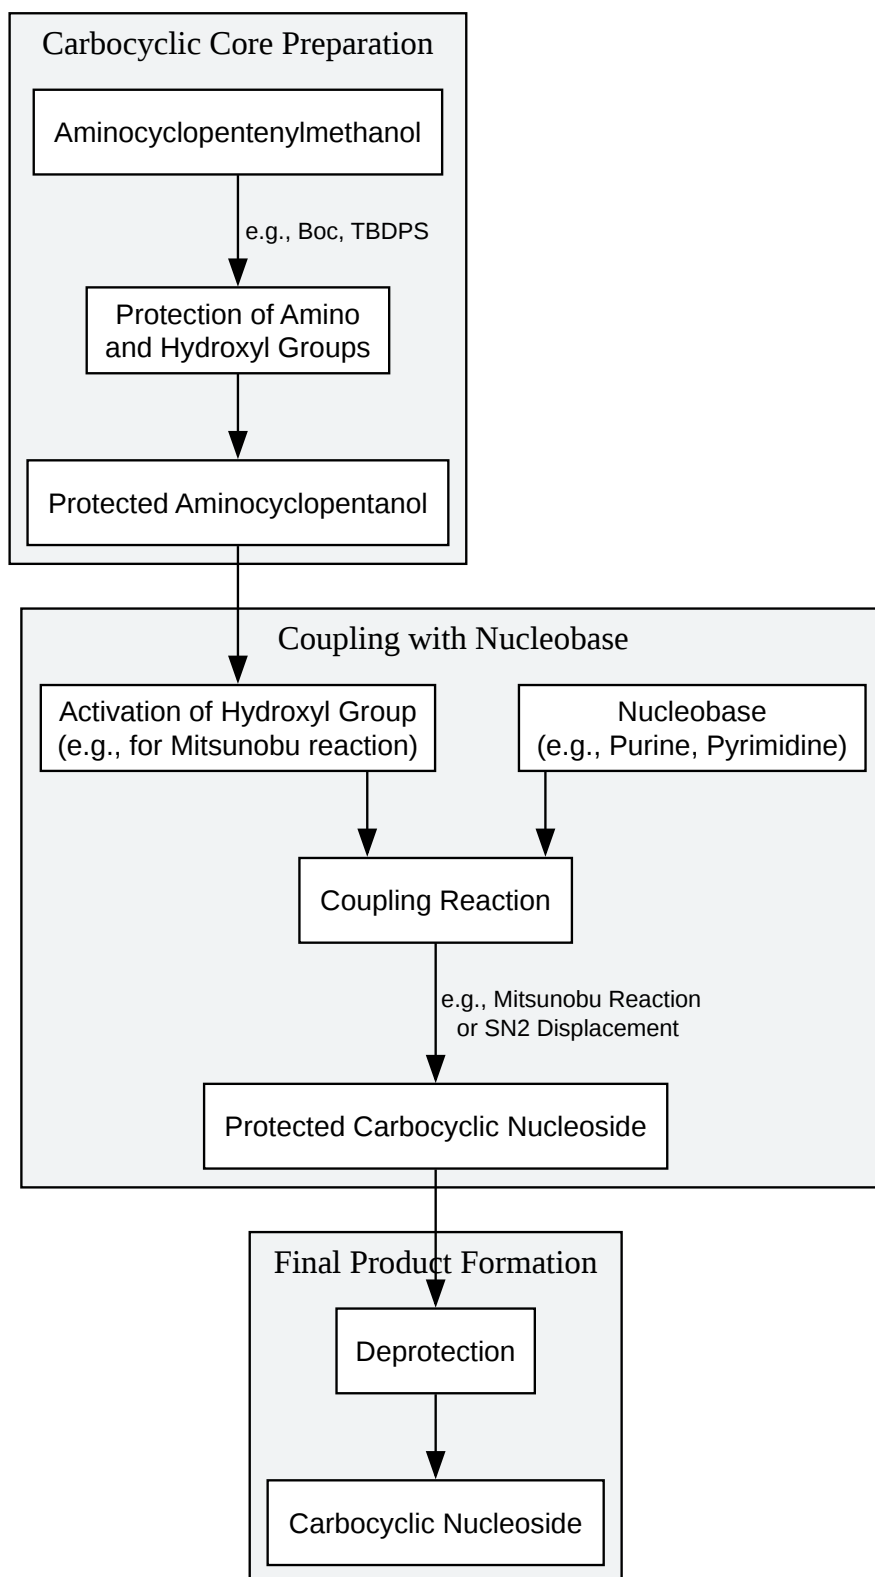 Carbocyclic Core Preparation
Aminocyclopentenylmethanol
e.g., Boc, TBDPS
Protection of Amino
and Hydroxyl Groups
Protected Aminocyclopentanol
Coupling with Nucleobase
Activation of Hydroxyl Group
(e.g., for Mitsunobu reaction)
Nucleobase
(e.g., Purine, Pyrimidine)
Coupling Reaction
e.g., Mitsunobu Reaction
or SN2 Displacement
Protected Carbocyclic Nucleoside
Final Product Formation
Deprotection
Carbocyclic Nucleoside